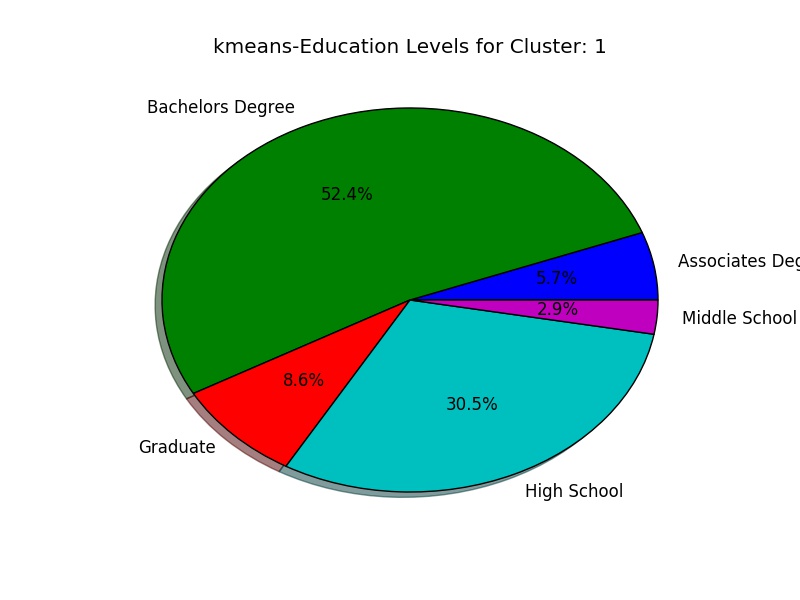 kmeans-Education Levels for Cluster: 1
Bachelors Degree
52.4%
Associates
5.7%
2.9%
Middle School
8.6%
30.5%
Graduate
High School